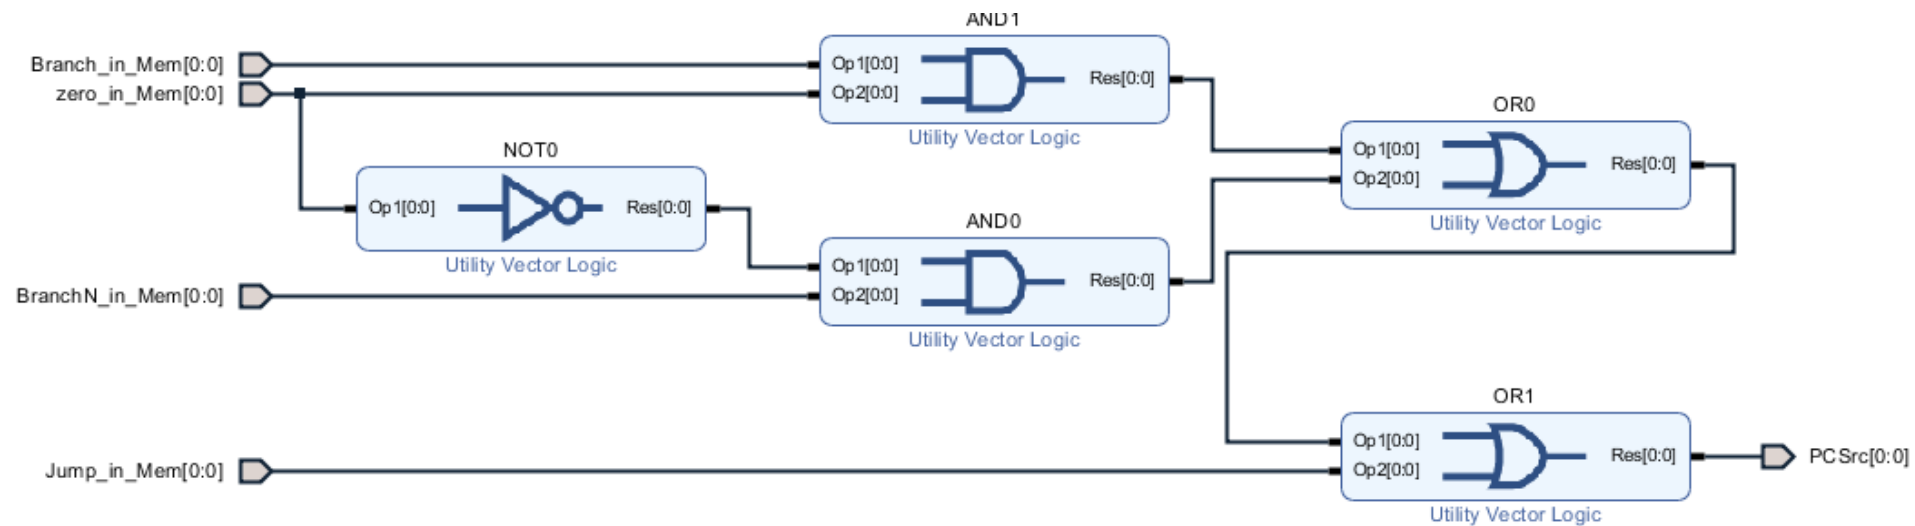 AND1
Branch_in_Mem[0:0]
zero_in_Mem[0:0]
Op1[0:0]
Op2[0:0]
Res[0:0]
Utility Vector Logic
OR0
Op1[0:0]
Op2[0:0]
Res[0:0]
Utility Vector Logic
NOT0
Op1[0:0]
Res[0:0]
Utility Vector Logic
AND0
Op1[0:0]
Op2[0:0]
Res[0:0]
Utility Vector Logic
BranchN_in_Mem[0:0]
OR1
Op1[0:0]
Op2[0:0]
Res[0:0]
Utility Vector Logic
Jump_in_Mem[0:0]
PCSrc[0:0]